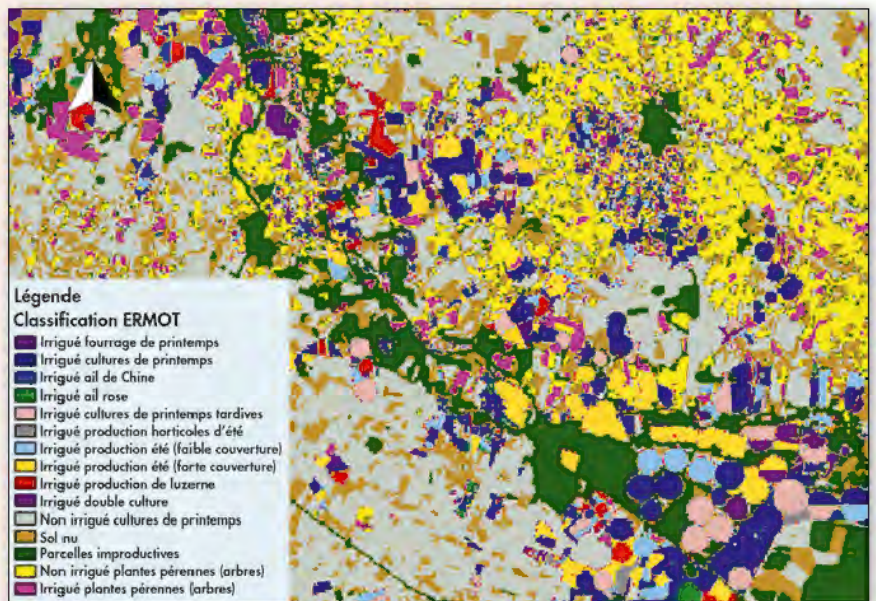 Légende
Classification ERMOT
Irrigué fourrage de printemps
Irrigué cultures de printemps
Irrigué ail de Chine
Irrigué ail rose
Irrigué cultures de printemps tardives
Irrigué production horticoles d'été
Irrigué production été (faible couverture)
Irrigué production été (forte couverture)
Irrigué production de luzerne
Irrigué double culture
Non irrigué cultures de printemps
Sol nu
Parcelles improductives
Non irrigué plantes pérennes (arbres)
Irrigué plantes pérennes (arbres)